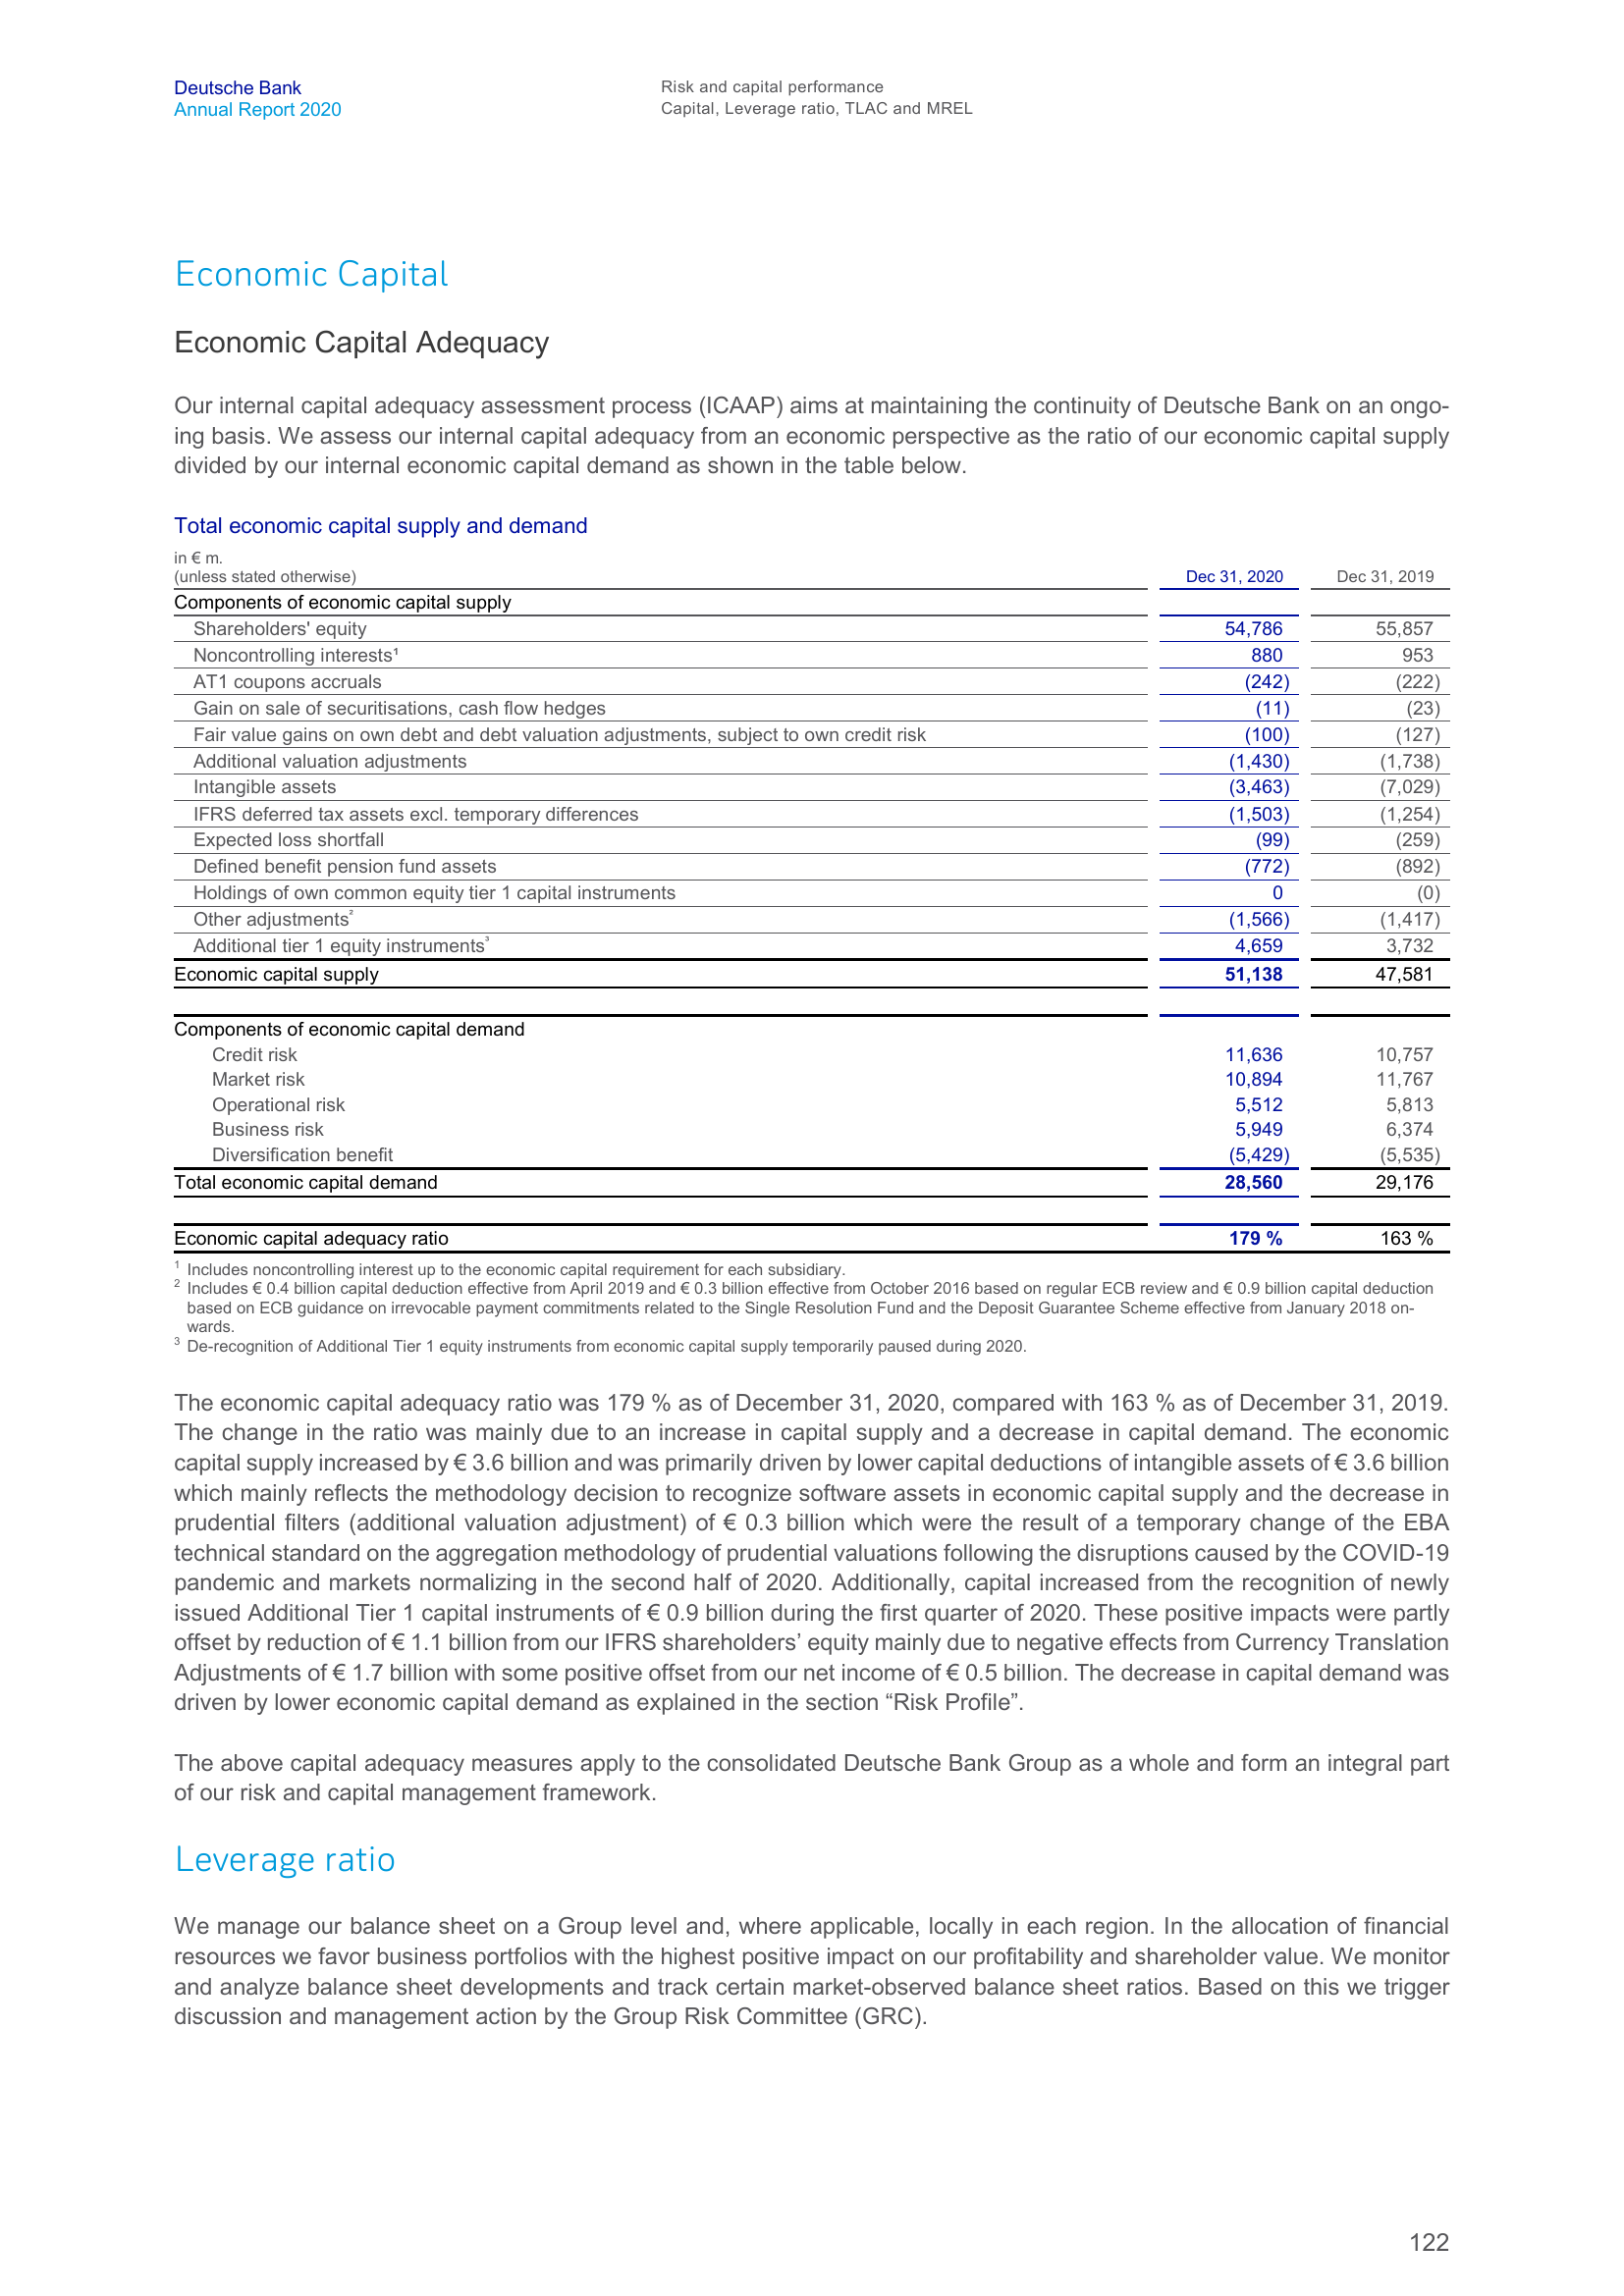 Deutsche Bank
Annual Report 2020
Risk and capital performance
Capital, Leverage ratio, TLAC and MREL
Economic Capital
Economic Capital Adequacy
Our internal capital adequacy assessment process (ICAAP) aims at maintaining the continuity of Deutsche Bank on an ongo-
ing basis. We assess our internal capital adequacy from an economic perspective as the ratio of our economic capital supply
divided by our internal economic capital demand as shown in the table below.
Total economic capital supply and demand
in € m.
(unless stated otherwise) Dec 31, 2020 Dec 31, 2019
Components of economic capital supply
Shareholders' equity 54,786 55,857
Noncontrolling interests¹ 880 953
AT1 coupons accruals (242) (222)
Gain on sale of securitisations, cash flow hedges (11) (23)
Fair value gains on own debt and debt valuation adjustments, subject to own credit risk (100) (127)
Additional valuation adjustments (1,430) (1,738)
Intangible assets (3,463) (7,029)
IFRS deferred tax assets excl. temporary differences (1,503) (1,254)
Expected loss shortfall (99) (259)
Defined benefit pension fund assets (772) (892)
Holdings of own common equity tier 1 capital instruments 0 (0)
Other adjustments² (1,566) (1,417)
Additional tier 1 equity instruments³ 4,659 3,732
Economic capital supply 51,138 47,581
Components of economic capital demand
Credit risk 11,636 10,757
Market risk 10,894 11,767
Operational risk 5,512 5,813
Business risk 5,949 6,374
Diversification benefit (5,429) (5,535)
Total economic capital demand 28,560 29,176
Economic capital adequacy ratio 179 % 163 %
¹ Includes noncontrolling interest up to the economic capital requirement for each subsidiary.
² Includes € 0.4 billion capital deduction effective from April 2019 and € 0.3 billion effective from October 2016 based on regular ECB review and € 0.9 billion capital deduction
based on ECB guidance on irrevocable payment commitments related to the Single Resolution Fund and the Deposit Guarantee Scheme effective from January 2018 on-
wards.
³ De-recognition of Additional Tier 1 equity instruments from economic capital supply temporarily paused during 2020.
The economic capital adequacy ratio was 179 % as of December 31, 2020, compared with 163 % as of December 31, 2019.
The change in the ratio was mainly due to an increase in capital supply and a decrease in capital demand. The economic
capital supply increased by € 3.6 billion and was primarily driven by lower capital deductions of intangible assets of € 3.6 billion
which mainly reflects the methodology decision to recognize software assets in economic capital supply and the decrease in
prudential filters (additional valuation adjustment) of € 0.3 billion which were the result of a temporary change of the EBA
technical standard on the aggregation methodology of prudential valuations following the disruptions caused by the COVID-19
pandemic and markets normalizing in the second half of 2020. Additionally, capital increased from the recognition of newly
issued Additional Tier 1 capital instruments of € 0.9 billion during the first quarter of 2020. These positive impacts were partly
offset by reduction of € 1.1 billion from our IFRS shareholders’ equity mainly due to negative effects from Currency Translation
Adjustments of € 1.7 billion with some positive offset from our net income of € 0.5 billion. The decrease in capital demand was
driven by lower economic capital demand as explained in the section “Risk Profile”.
The above capital adequacy measures apply to the consolidated Deutsche Bank Group as a whole and form an integral part
of our risk and capital management framework.
Leverage ratio
We manage our balance sheet on a Group level and, where applicable, locally in each region. In the allocation of financial
resources we favor business portfolios with the highest positive impact on our profitability and shareholder value. We monitor
and analyze balance sheet developments and track certain market-observed balance sheet ratios. Based on this we trigger
discussion and management action by the Group Risk Committee (GRC).
122